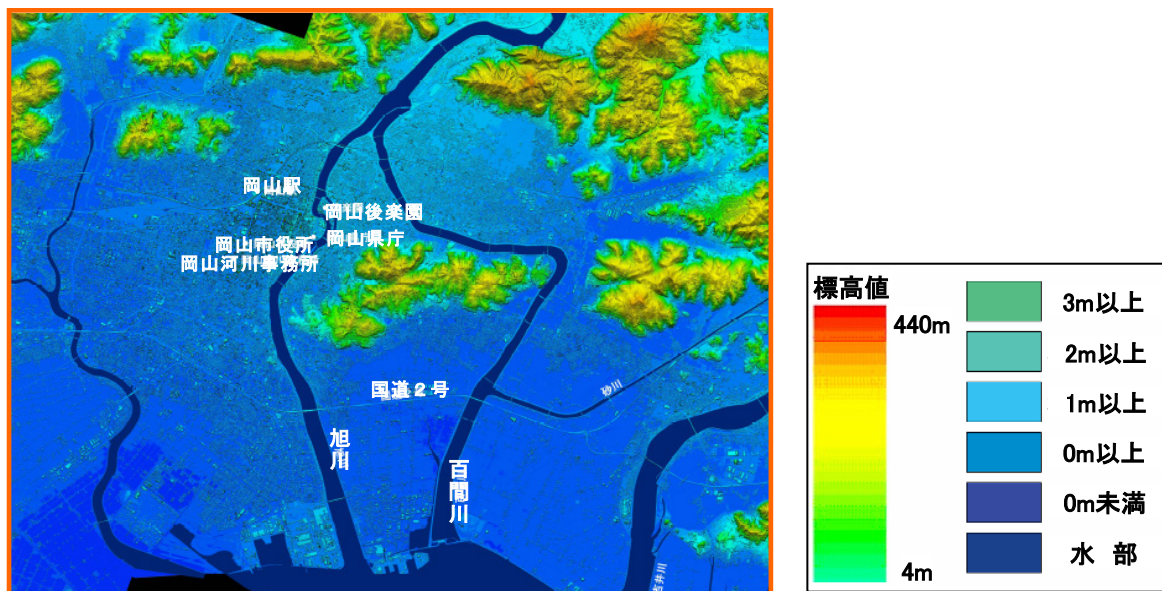 岡山駅
岡山後楽園
岡山県庁
岡山市役所
岡山河川事務所
国道2号
砂川
旭川
百間川
吉井川
標高値
440m
4m
3m以上
2m以上
1m以上
0m以上
0m未満
水 部